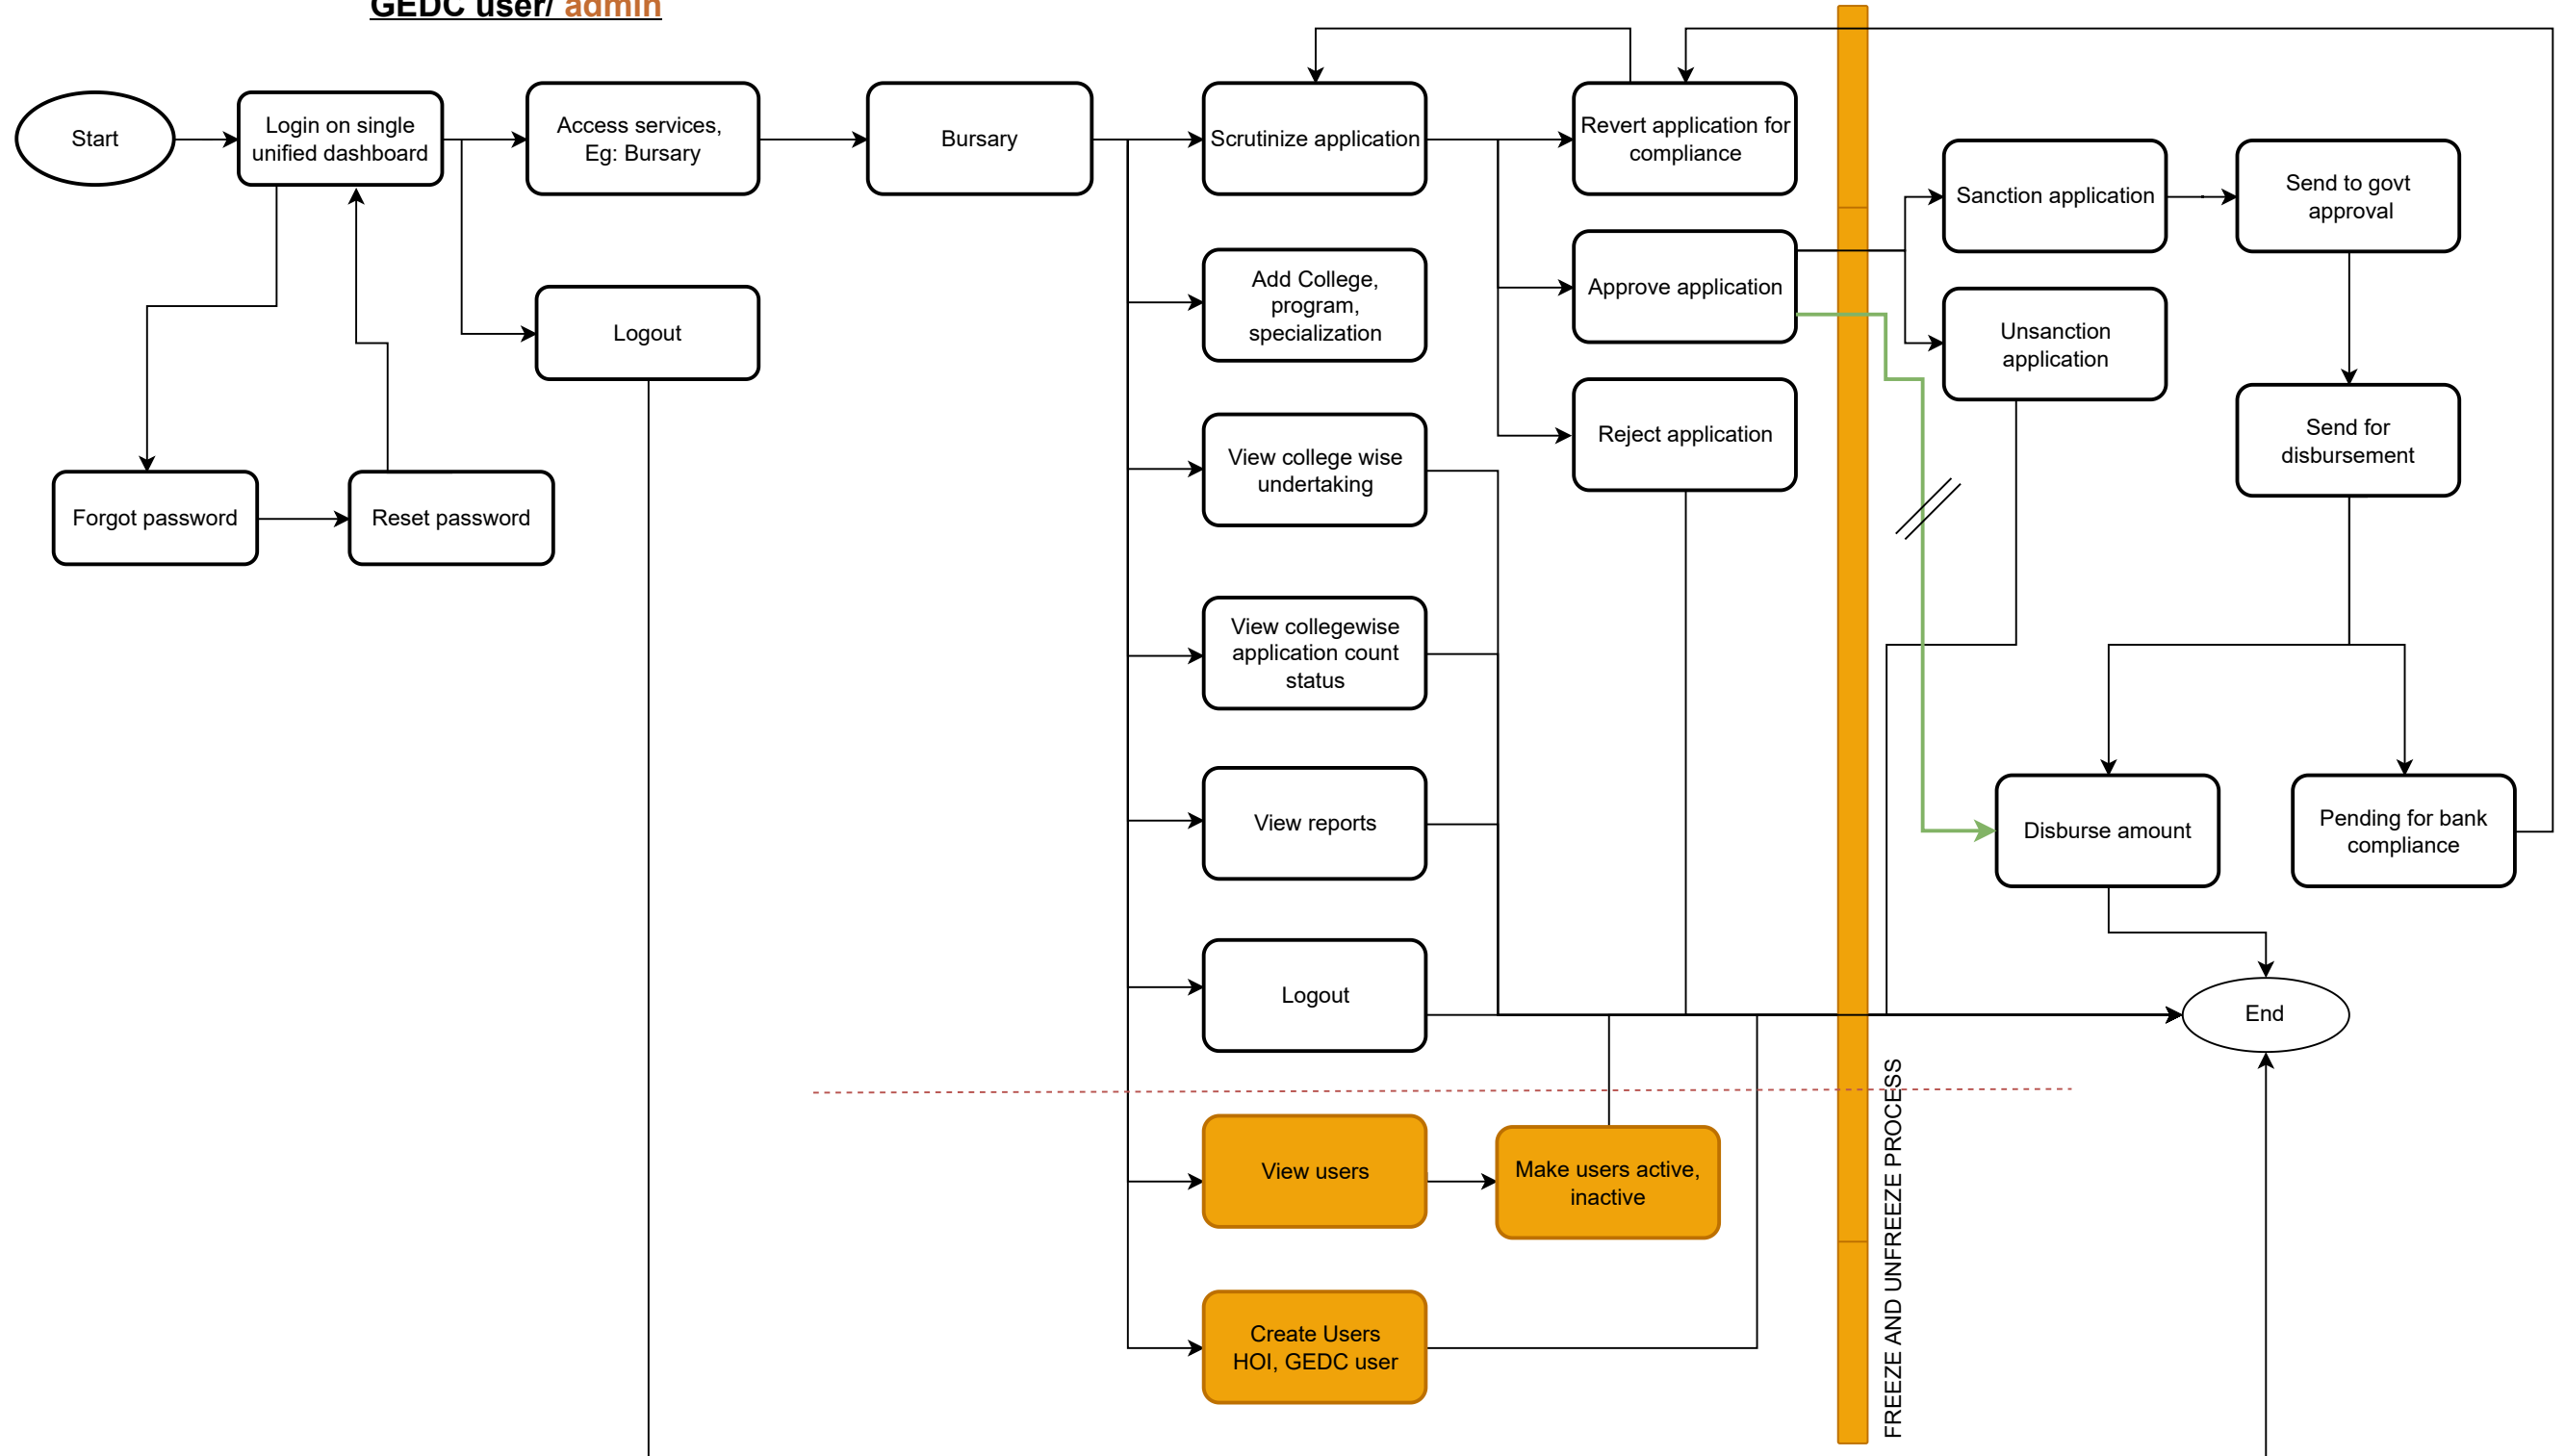 GEDC user/ admin
Start
Login on single
unified dashboard
Access services,
Eg: Bursary
Bursary
Scrutinize application
Revert application for
compliance
Sanction application
Send to govt
approval
Add College,
program,
specialization
Approve application
Logout
Unsanction
application
View college wise
undertaking
Reject application
Send for
disbursement
Forgot password
Reset password
View collegewise
application count
status
View reports
Disburse amount
Pending for bank
compliance
Logout
End
View users
Make users active,
inactive
Create Users
HOI, GEDC user
FREEZE AND UNFREEZE PROCESS